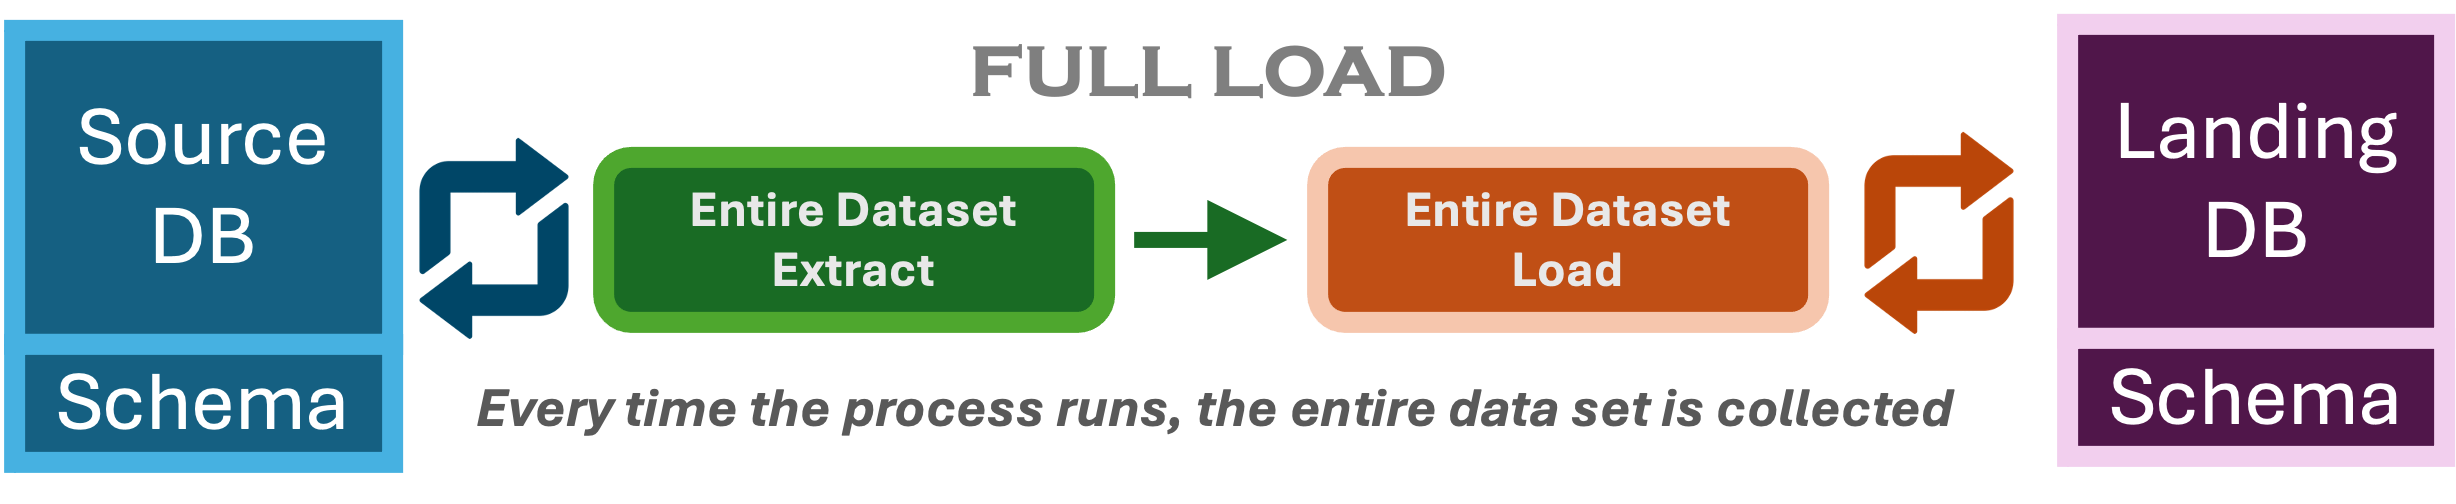 FULL LOAD
Source
DB
Schema
Entire Dataset
Extract
Entire Dataset
Load
Landing
DB
Schema
Every time the process runs, the entire data set is collected